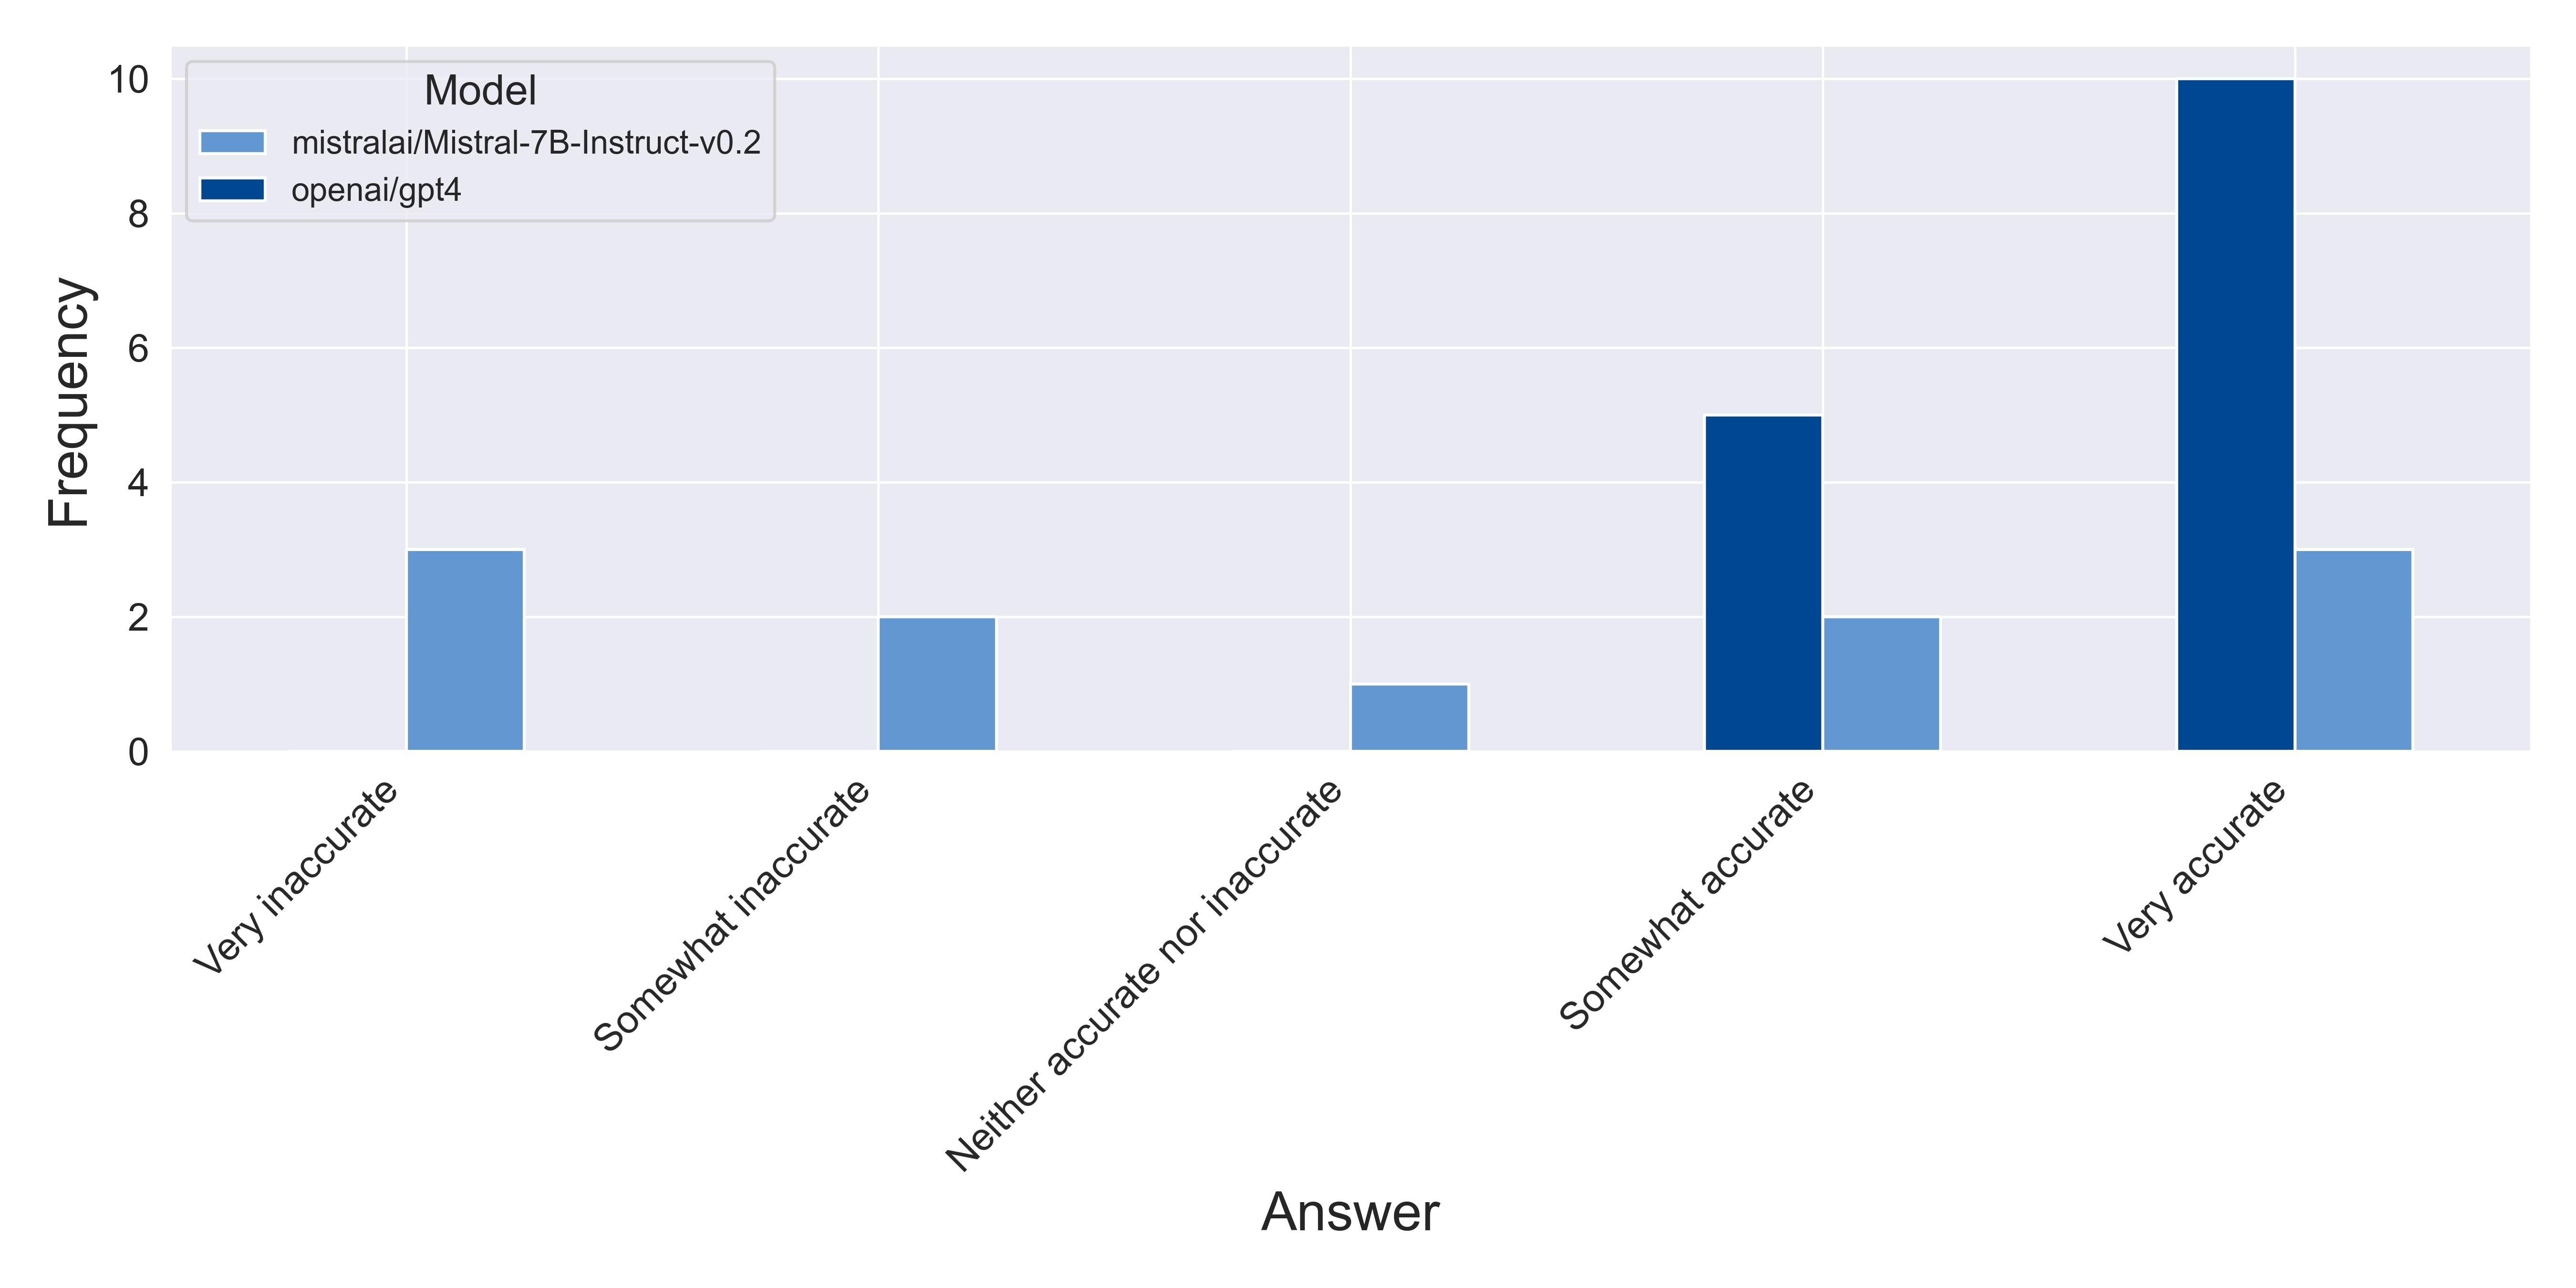 Model
mistralai/Mistral-7B-Instruct-v0.2
openai/gpt4
Frequency
10
8
6
4
2
0
Very inaccurate
Somewhat inaccurate
Neither accurate nor inaccurate
Somewhat accurate
Very accurate
Answer